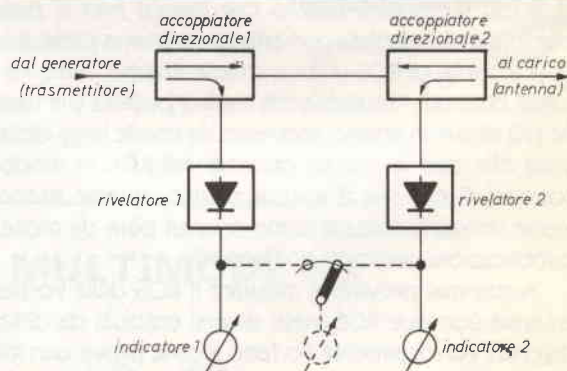 accoppiatore
direzionale 1
accoppiatore
direzionale 2
dal generatore
(trasmettitore)
al carico
(antenna)
rivelatore 1
rivelatore 2
indicatore 1
indicatore 2